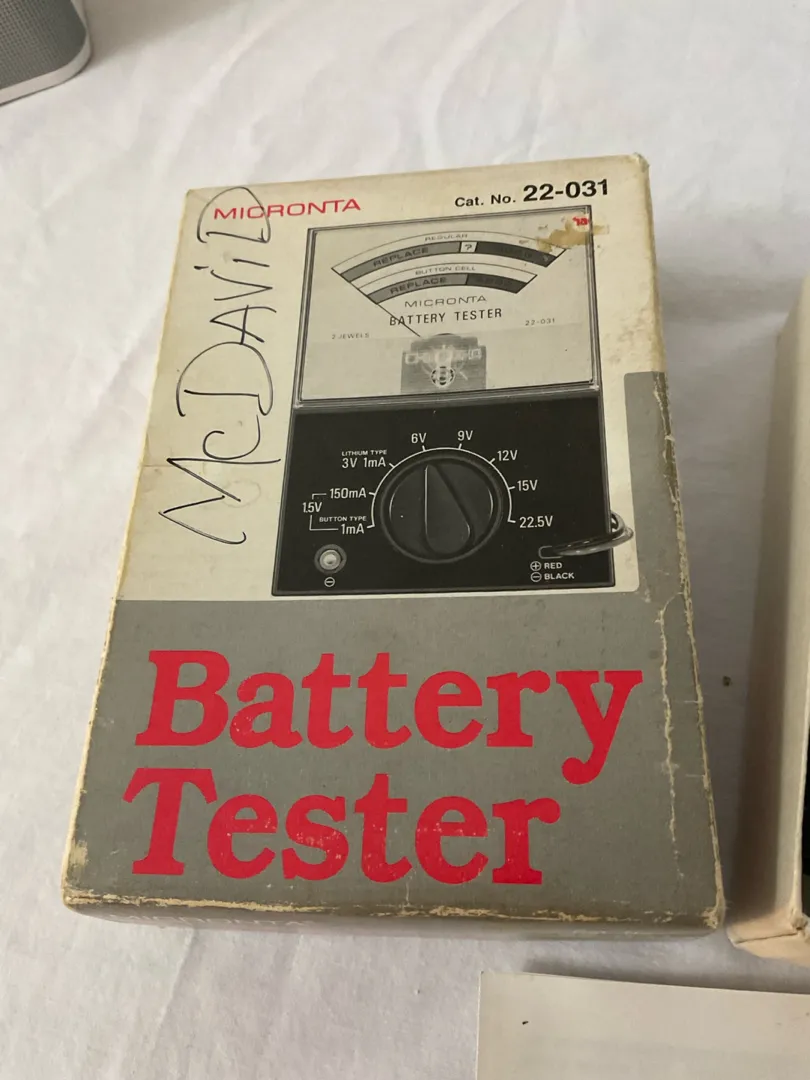 MICRONTA
Cat. No. 22-031
McDAViD
REGULAR
REPLACE ?
BUTTON CELL
REPLACE
MICRONTA
BATTERY TESTER
2 JEWELS
22-031
6V
9V
LITHIUM TYPE
3V 1mA
12V
150mA
15V
1.5V
BUTTON TYPE
1mA
22.5V
⊖
⊕ RED
⊖ BLACK
Battery
Tester